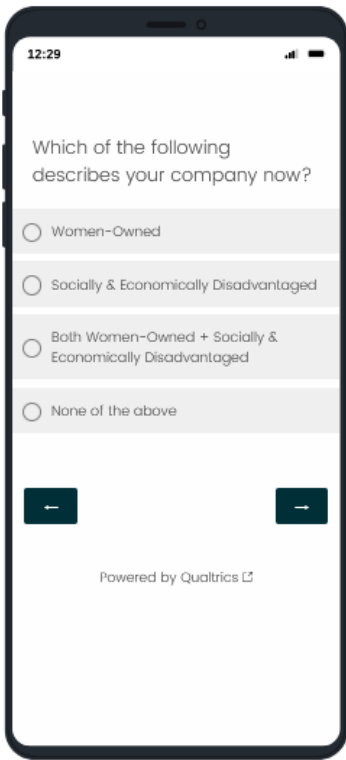 12:29
Which of the following
describes your company now?
Women-Owned
Socially & Economically Disadvantaged
Both Women-Owned + Socially &
Economically Disadvantaged
None of the above
← →
Powered by Qualtrics